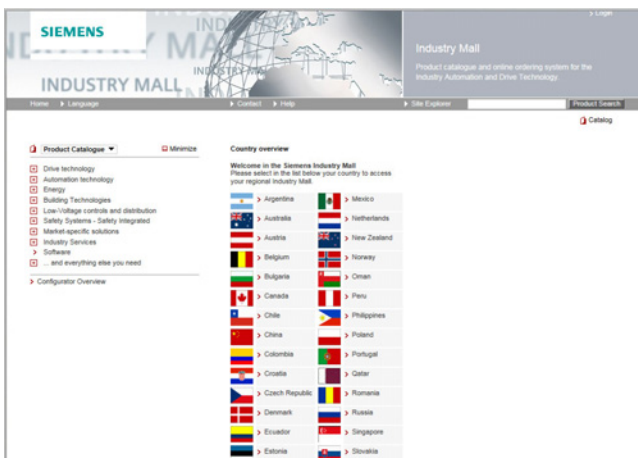 > Login
SIEMENS
INDUSTRY MALL
Industry Mall
Product catalogue and online ordering system for the
Industry Automation and Drive Technology.
Home > Language > Contact > Help > Site Explorer Product Search
Catalog
Product Catalogue ▼ Minimize
Drive technology
Automation technology
Energy
Building Technologies
Low-Voltage controls and distribution
Safety Systems - Safety Integrated
Market-specific solutions
Industry Services
> Software
... and everything else you need
> Configurator Overview
Country overview
Welcome in the Siemens Industry Mall
Please select in the list below your country to access
your regional Industry Mall.
> Argentina > Mexico
> Australia > Netherlands
> Austria > New Zealand
> Belgium > Norway
> Bulgaria > Oman
> Canada > Peru
> Chile > Philippines
> China > Poland
> Colombia > Portugal
> Croatia > Qatar
> Czech Republic > Romania
> Denmark > Russia
> Ecuador > Singapore
> Estonia > Slovakia